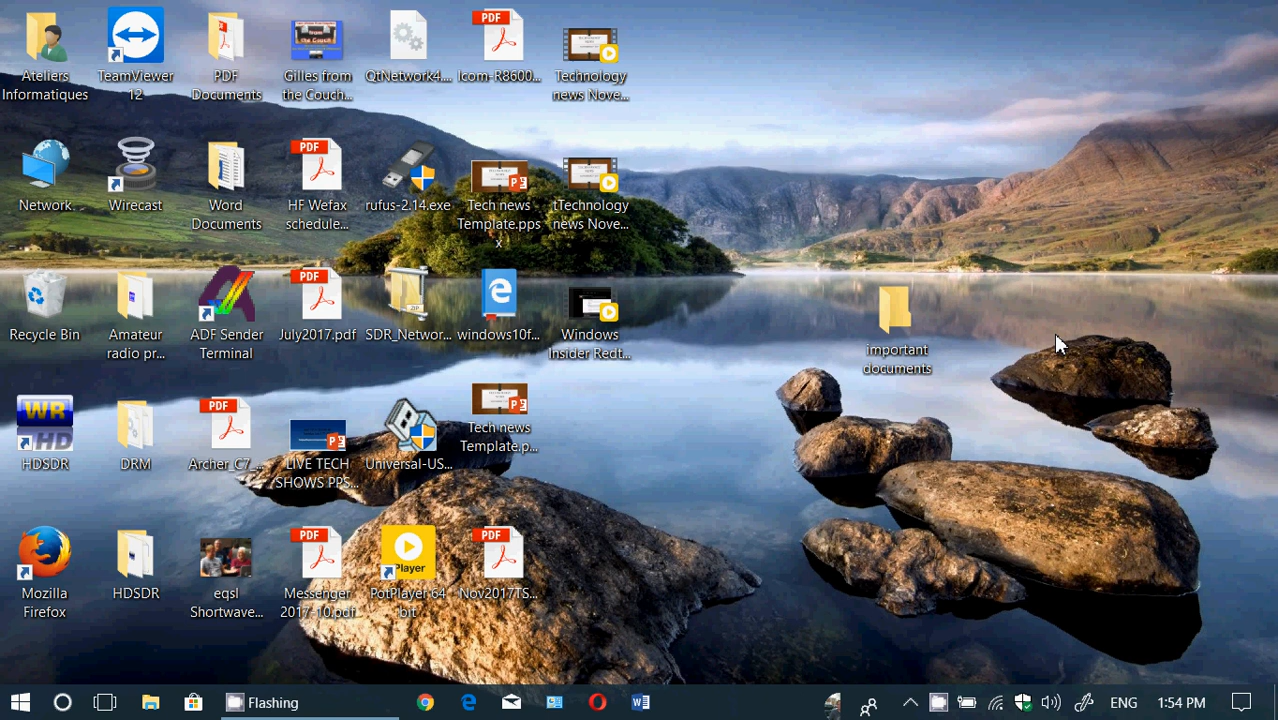 Ateliers
Informatiques
TeamViewer
12
PDF
Documents
Gilles from
the Couch...
QtNetwork4....
PDF
Icom-R8600...
Technology
news Nove...
Network
Wirecast
Word
Documents
PDF
HF Wefax
schedule...
rufus-2.14.exe
Tech news
Template.pps
x
tTechnology
news Nove...
Recycle Bin
Amateur
radio pr...
ADF Sender
Terminal
PDF
July2017.pdf
ZIP
SDR_Networ...
windows10f...
Windows
Insider Redt...
WR
HD
HDSDR
DRM
PDF
Archer_C7_...
LIVE TECH
SHOWS PPS...
Universal-US...
Tech news
Template.p...
Mozilla
Firefox
HDSDR
eqsl
Shortwave...
PDF
Messenger
2017-10.pdf
Player
PotPlayer 64
bit
PDF
Nov2017TS...
important
documents
Flashing
ENG
1:54 PM